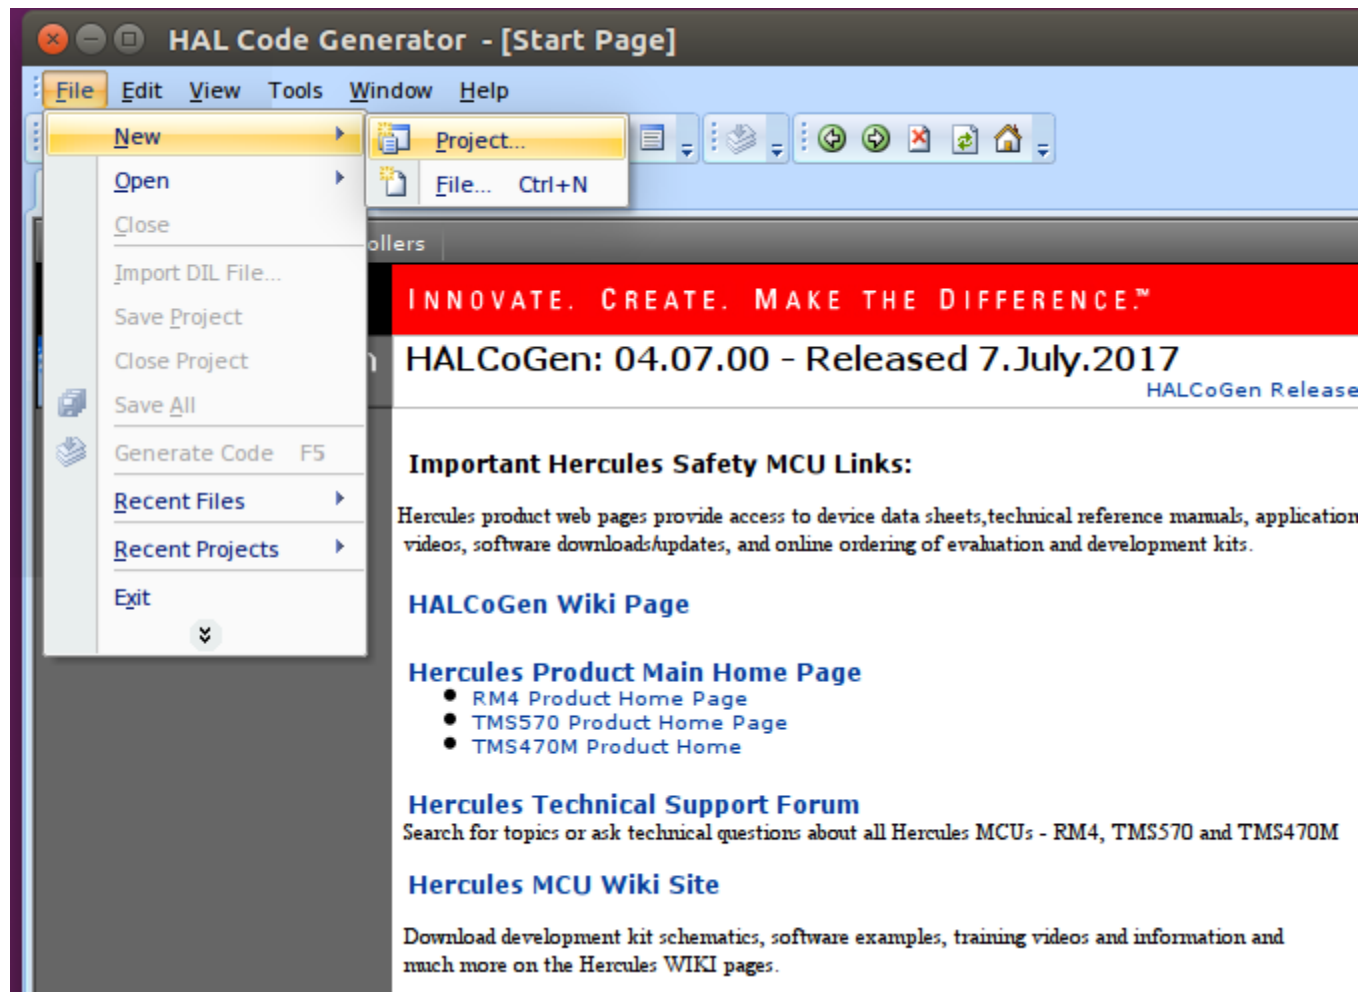 HAL Code Generator - [Start Page]
File Edit View Tools Window Help
New
Project...
Open
File... Ctrl+N
Close
ollers
Import DIL File...
INNOVATE. CREATE. MAKE THE DIFFERENCE.™
Save Project
Close Project
n
HALCoGen: 04.07.00 - Released 7.July.2017
HALCoGen Release
Save All
Generate Code F5
Important Hercules Safety MCU Links:
Recent Files
Hercules product web pages provide access to device data sheets,technical reference manuals, application
videos, software downloads/updates, and online ordering of evaluation and development kits.
Recent Projects
Exit
HALCoGen Wiki Page
Hercules Product Main Home Page
RM4 Product Home Page
TMS570 Product Home Page
TMS470M Product Home
Hercules Technical Support Forum
Search for topics or ask technical questions about all Hercules MCUs - RM4, TMS570 and TMS470M
Hercules MCU Wiki Site
Download development kit schematics, software examples, training videos and information and
much more on the Hercules WIKI pages.